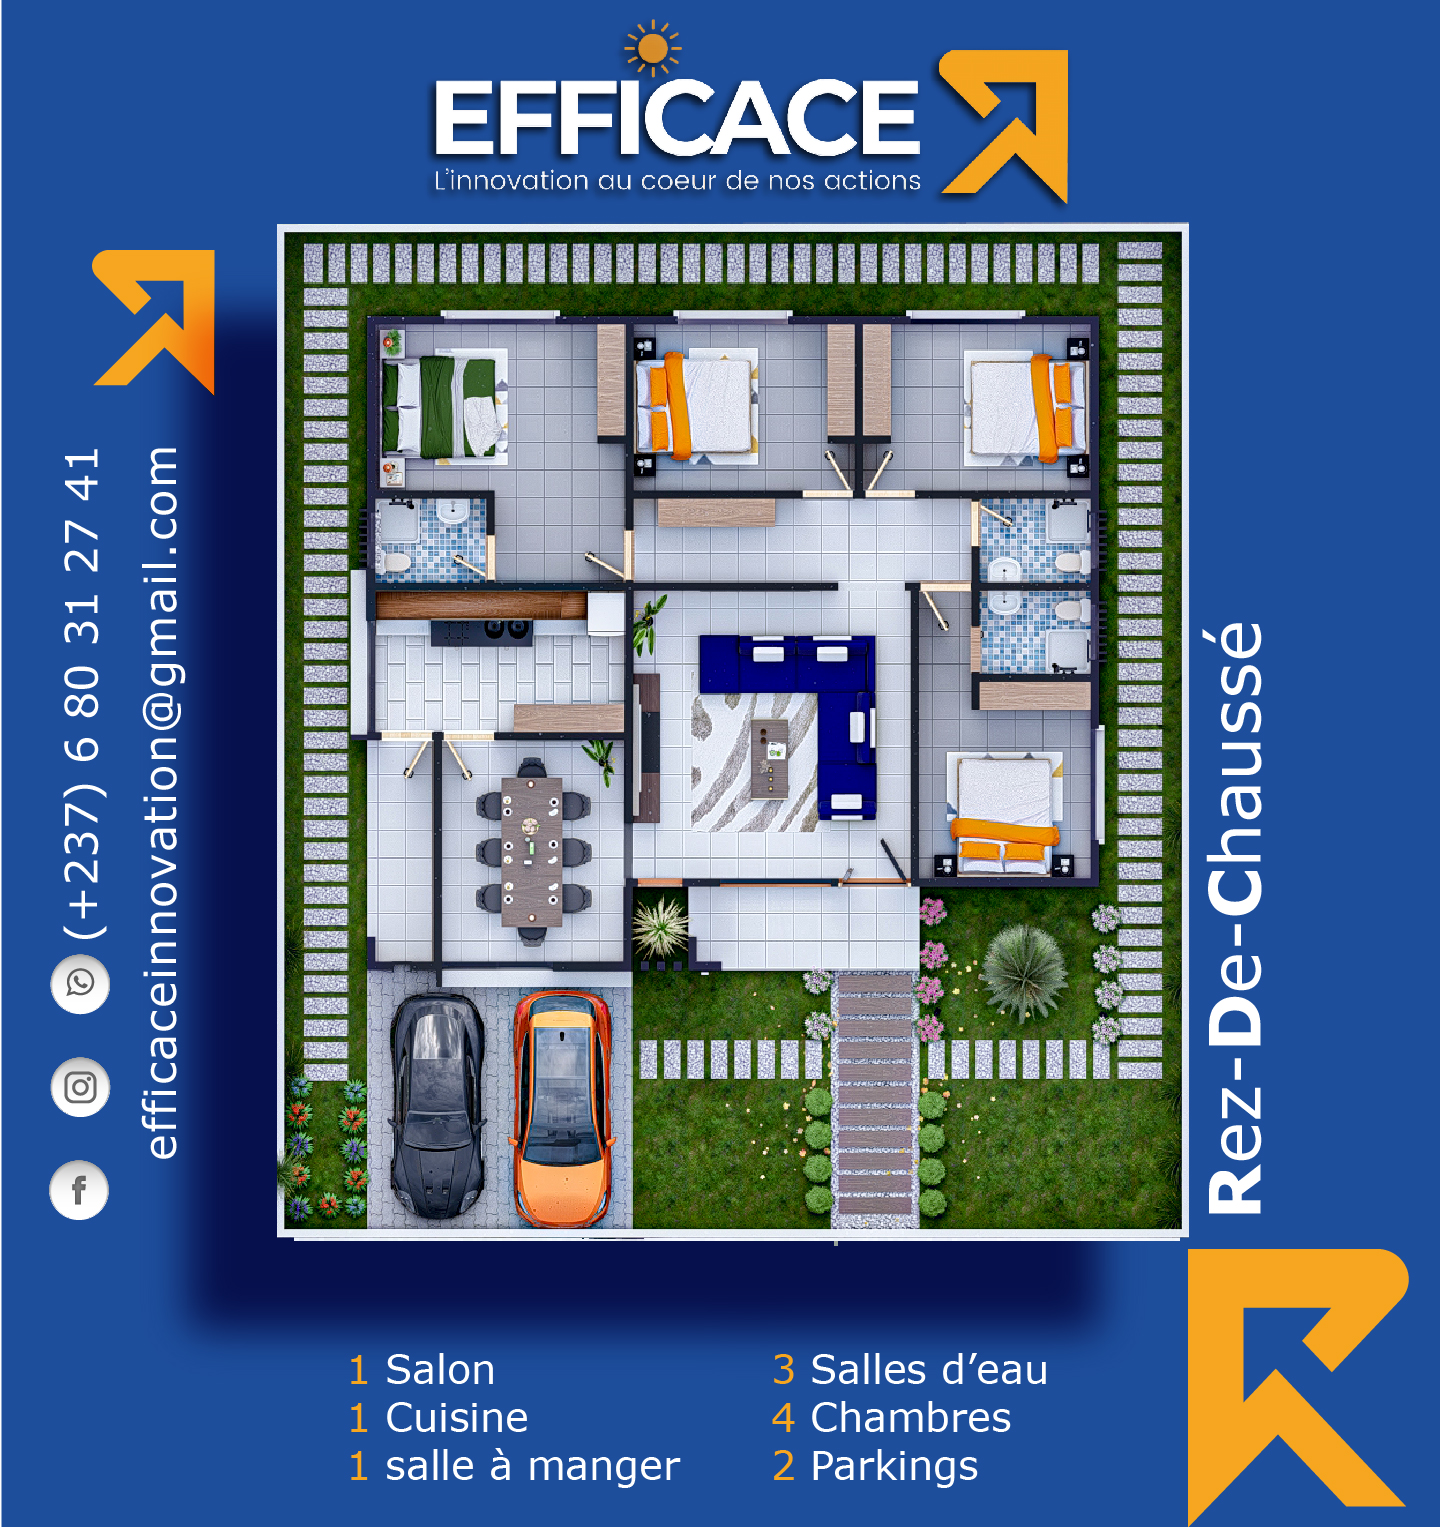 EFFICACE
L'innovation au coeur de nos actions
(+237) 6 80 31 27 41
efficaceinnovation@gmail.com
Rez-De-Chaussé
1 Salon
1 Cuisine
1 salle à manger
3 Salles d’eau
4 Chambres
2 Parkings